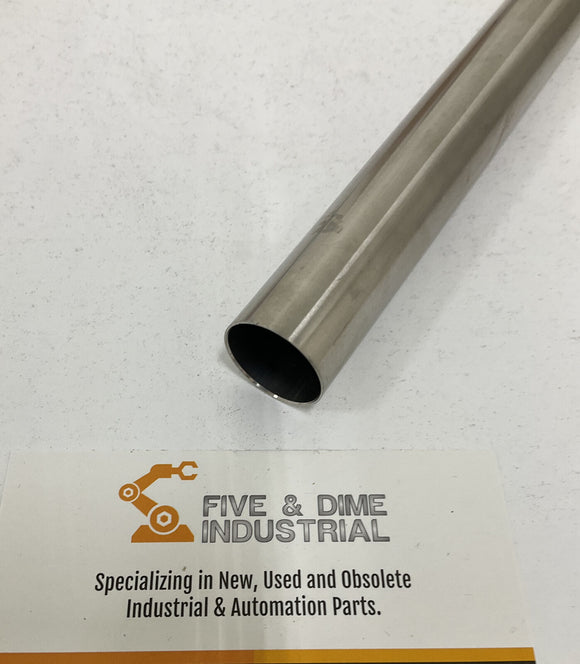 FIVE & DIME
INDUSTRIAL
Specializing in New, Used and Obsolete
Industrial & Automation Parts.